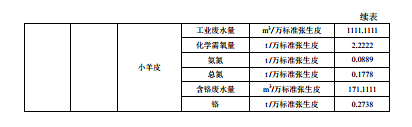 续表
工业废水量 m³/万标准张生皮 1111.1111
化学需氧量 t/万标准张生皮 2.2222
氨氮 t/万标准张生皮 0.0889
小羊皮
总氮 t/万标准张生皮 0.1778
含铬废水量 m³/万标准张生皮 171.1111
铬 t/万标准张生皮 0.2738